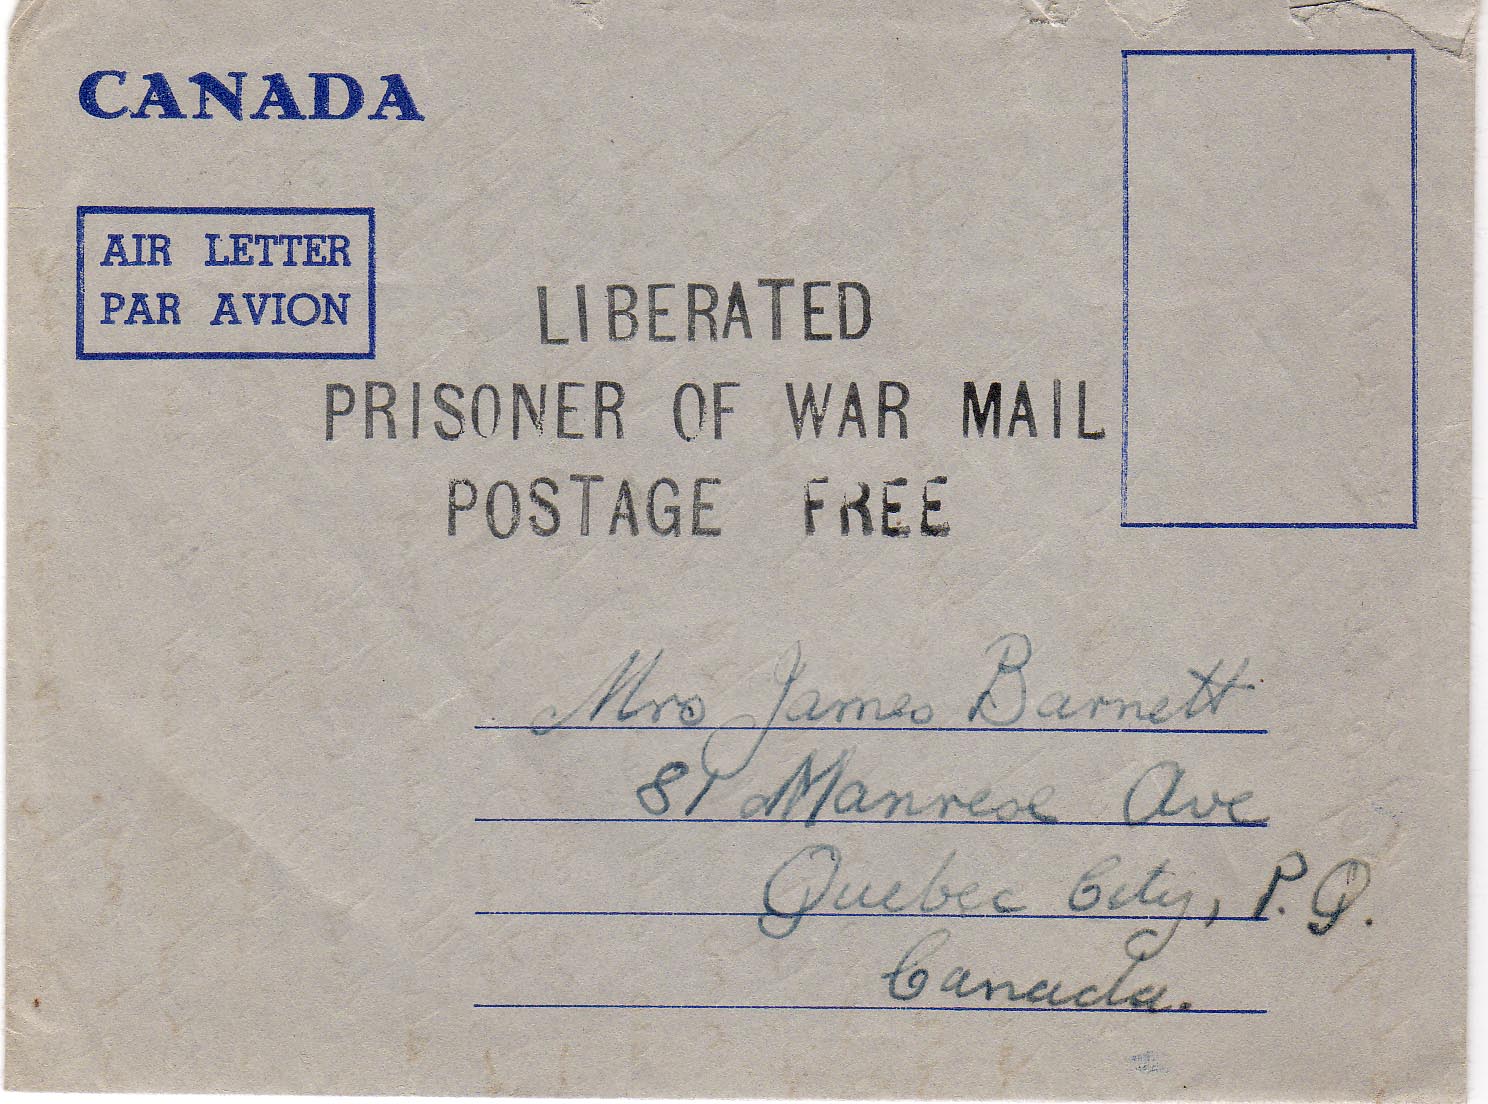 CANADA
AIR LETTER
PAR AVION
LIBERATED
PRISONER OF WAR MAIL
POSTAGE FREE
Mrs James Barnett
81 Manrese Ave
Quebec City, P.Q.
Canada.